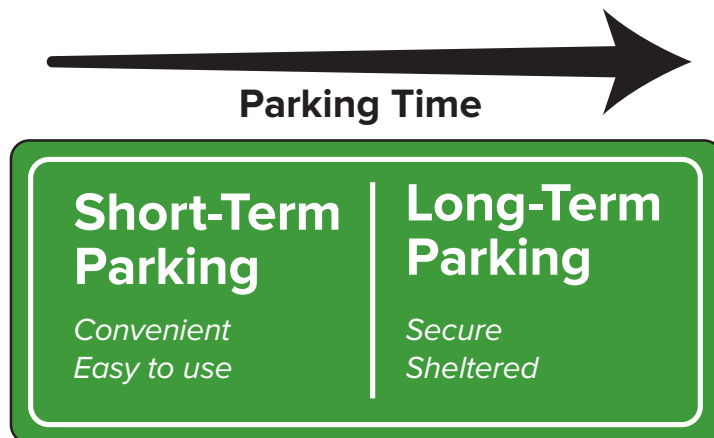 Parking Time
Short-Term
Parking
Convenient
Easy to use
Long-Term
Parking
Secure
Sheltered